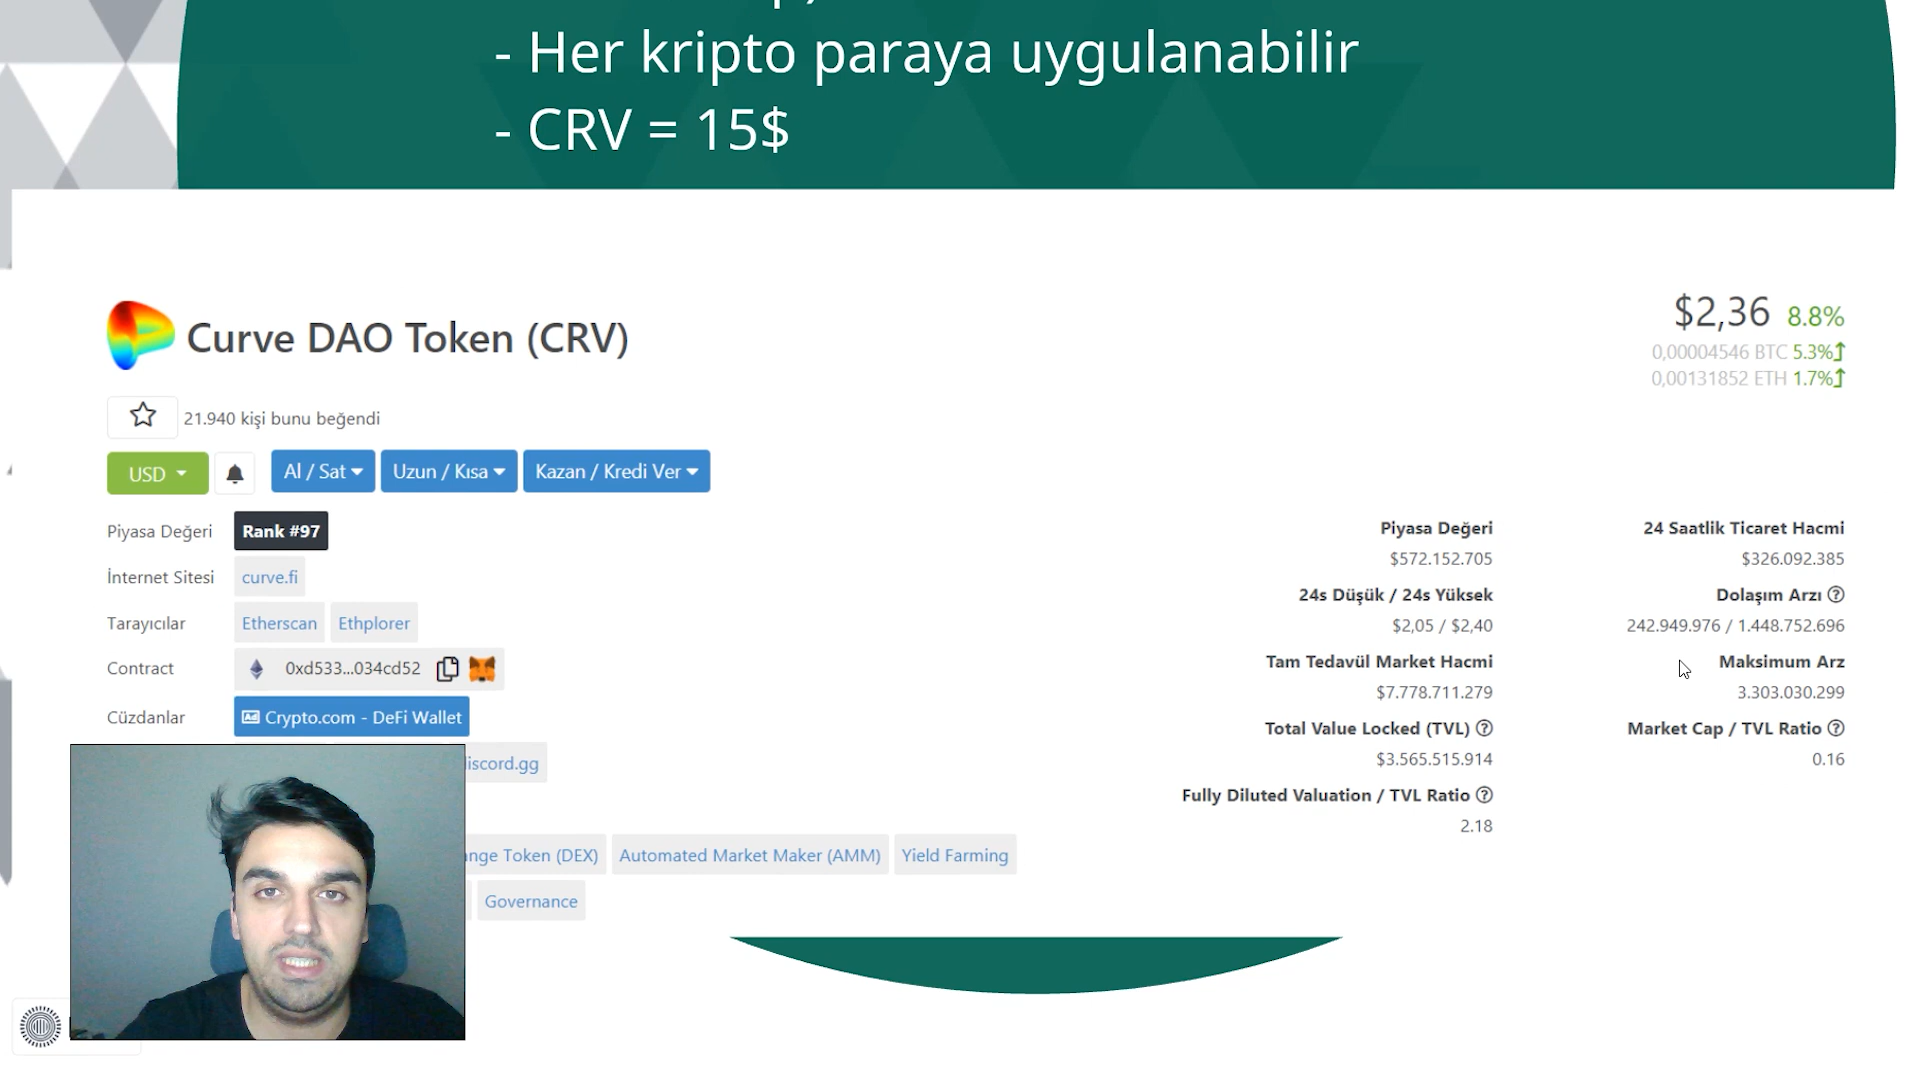 - Her kripto paraya uygulanabilir
- CRV = 15$
Curve DAO Token (CRV)
$2,36 8.8%
0,00004546 BTC 5.3%
0,00131852 ETH 1.7%
21.940 kişi bunu beğendi
USD
Al / Sat
Uzun / Kısa
Kazan / Kredi Ver
Piyasa Değeri Rank #97
İnternet Sitesi curve.fi
Tarayıcılar Etherscan Ethplorer
Contract 0xd533...034cd52
Cüzdanlar Ad Crypto.com - DeFi Wallet
iscord.gg
nge Token (DEX) Automated Market Maker (AMM) Yield Farming
Governance
Piyasa Değeri
$572.152.705
24s Düşük / 24s Yüksek
$2,05 / $2,40
Tam Tedavül Market Hacmi
$7.778.711.279
Total Value Locked (TVL)
$3.565.515.914
Fully Diluted Valuation / TVL Ratio
2.18
24 Saatlik Ticaret Hacmi
$326.092.385
Dolaşım Arzı
242.949.976 / 1.448.752.696
Maksimum Arz
3.303.030.299
Market Cap / TVL Ratio
0.16